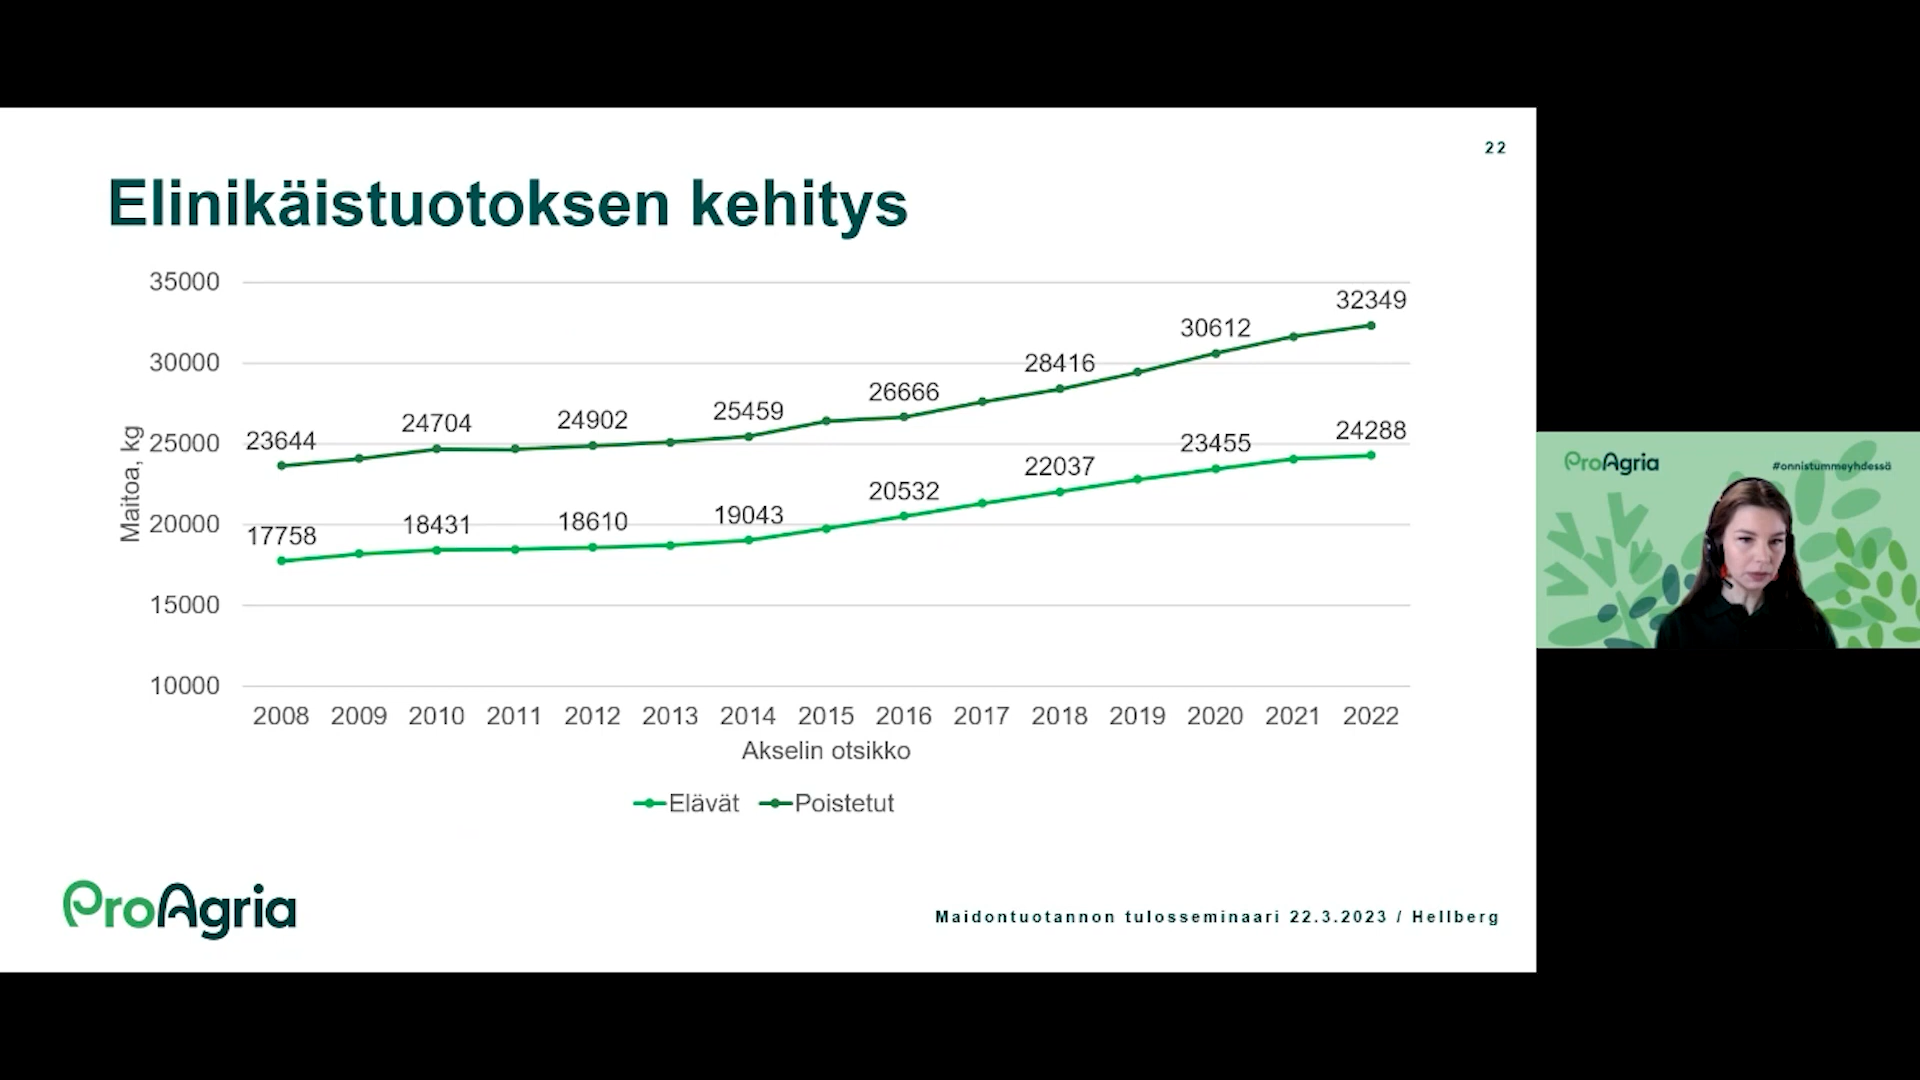 22
Elinikäistuotoksen kehitys
35000
30000
25000
20000
15000
10000
Maitoa, kg
23644
24704
24902
25459
26666
28416
30612
32349
17758
18431
18610
19043
20532
22037
23455
24288
2008 2009 2010 2011 2012 2013 2014 2015 2016 2017 2018 2019 2020 2021 2022
Akselin otsikko
Elävät Poistetut
ProAgria
Maidontuotannon tulosseminaari 22.3.2023 / Hellberg
ProAgria
#onnistummeyhdessä